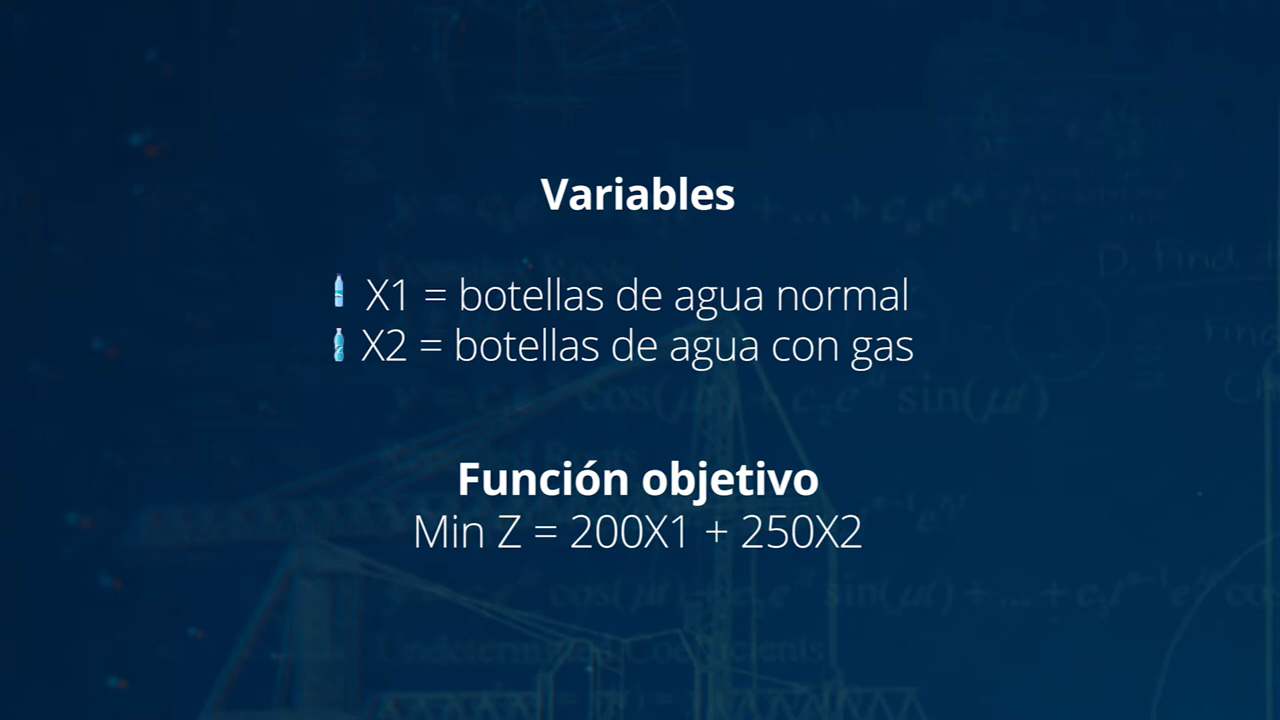 Variables
X1 = botellas de agua normal
X2 = botellas de agua con gas
Función objetivo
Min Z = 200X1 + 250X2